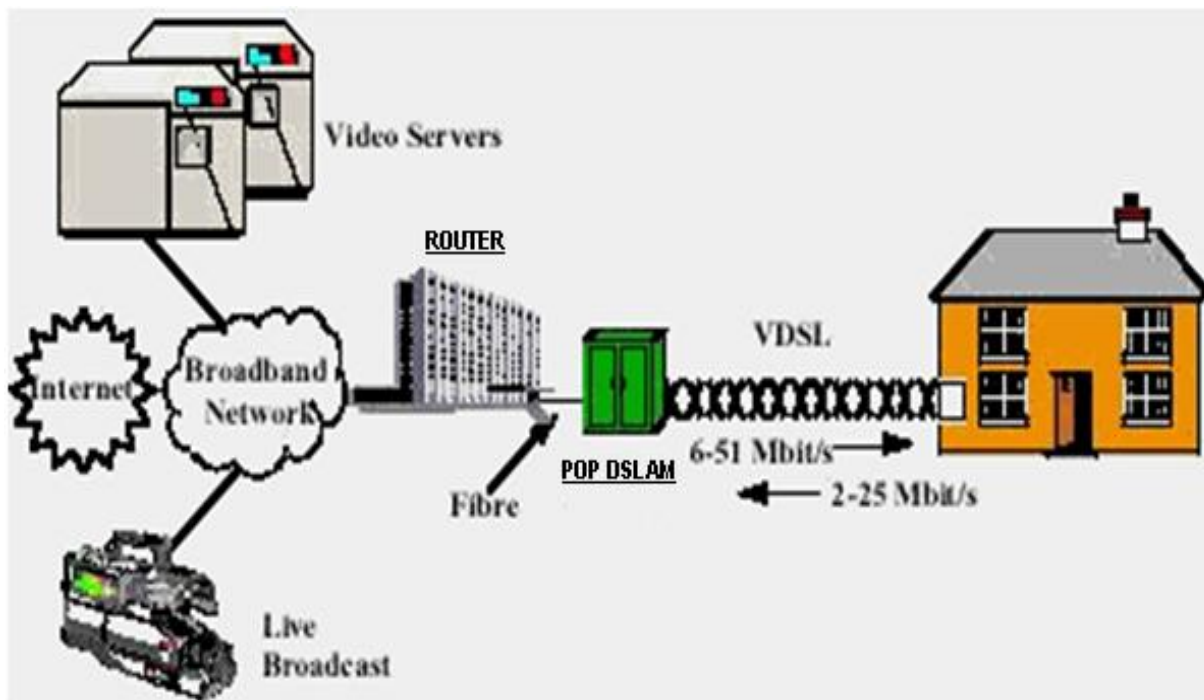 Video Servers
ROUTER
Internet
Broadband
Network
VDSL
6-51 Mbit/s
POP DSLAM
2-25 Mbit/s
Fibre
Live
Broadcast